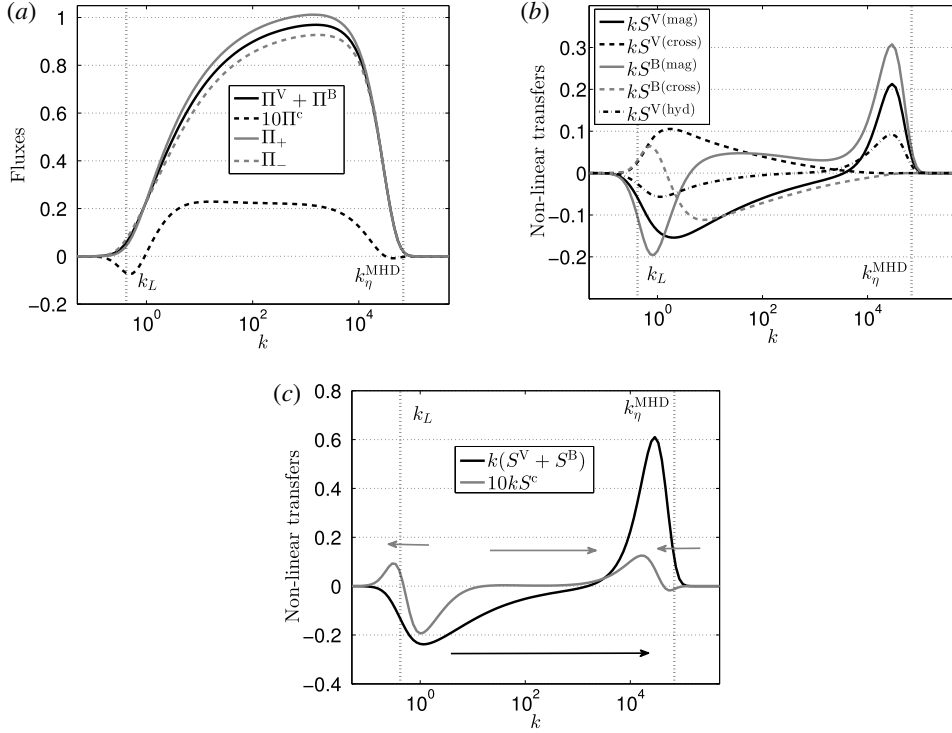 (a)
1
0.8
0.6
0.4
0.2
0
−0.2
Fluxes
Π^V + Π^B
10Π^c
Π_+
Π_−
k_L
k_η^MHD
10^0
10^2
10^4
k
(b)
0.3
0.2
0.1
0
−0.1
−0.2
Non-linear transfers
kS^V(mag)
kS^V(cross)
kS^B(mag)
kS^B(cross)
kS^V(hyd)
k_L
k_η^MHD
10^0
10^2
10^4
k
(c)
0.8
0.6
0.4
0.2
0
−0.2
−0.4
Non-linear transfers
k_L
k_η^MHD
k(S^V + S^B)
10kS^c
10^0
10^2
10^4
k